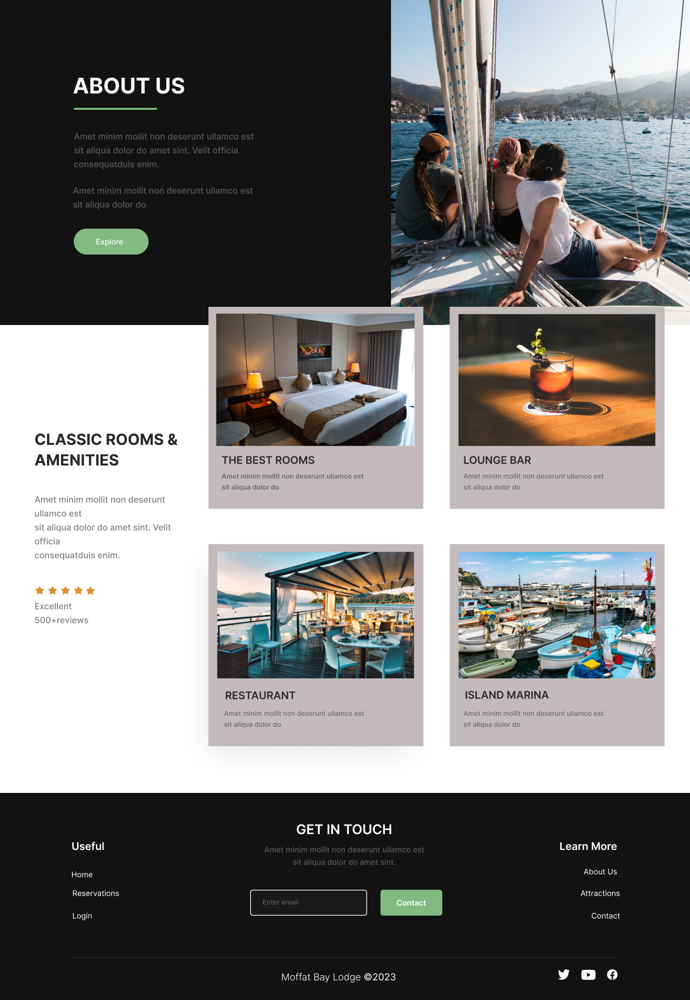 ABOUT US
Amet minim mollit non deserunt ullamco est
sit aliqua dolor do amet sint. Velit officia
consequatduis enim.
Amet minim mollit non deserunt ullamco est
sit aliqua dolor do
Explore
CLASSIC ROOMS &
AMENITIES
Amet minim mollit non deserunt
ullamco est
sit aliqua dolor do amet sint. Velit
officia
consequatduis enim.
Excellent
500+reviews
THE BEST ROOMS
Amet minim mollit non deserunt ullamco est
sit aliqua dolor do
LOUNGE BAR
Amet minim mollit non deserunt ullamco est
sit aliqua dolor do
RESTAURANT
Amet minim mollit non deserunt ullamco est
sit aliqua dolor do
ISLAND MARINA
Amet minim mollit non deserunt ullamco est
sit aliqua dolor do
Useful
Home
Reservations
Login
GET IN TOUCH
Amet minim mollit non deserunt ullamco est
sit aliqua dolor do amet sint.
Enter email
Contact
Learn More
About Us
Attractions
Contact
Moffat Bay Lodge ©2023